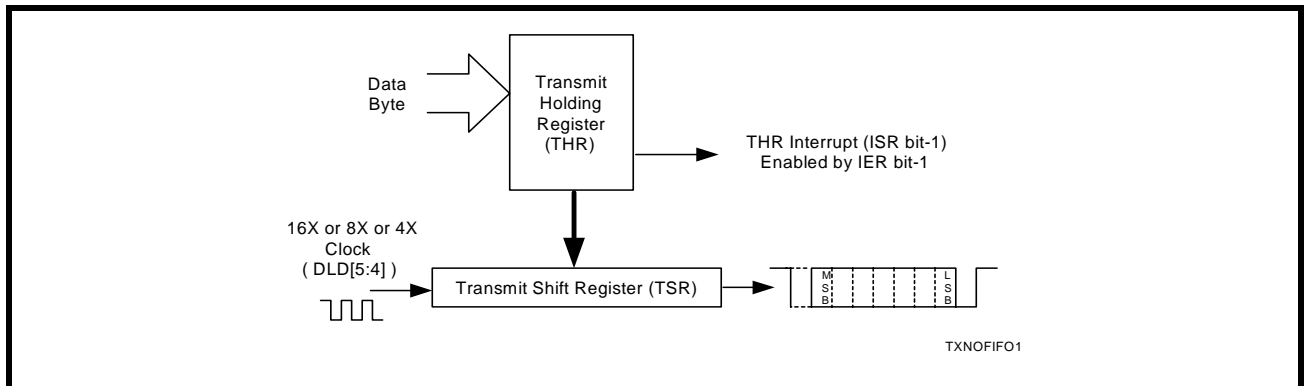 Data
Byte
Transmit
Holding
Register
(THR)
THR Interrupt (ISR bit-1)
Enabled by IER bit-1
16X or 8X or 4X
Clock
( DLD[5:4] )
Transmit Shift Register (TSR)
M
S
B
L
S
B
TXNOFIFO1